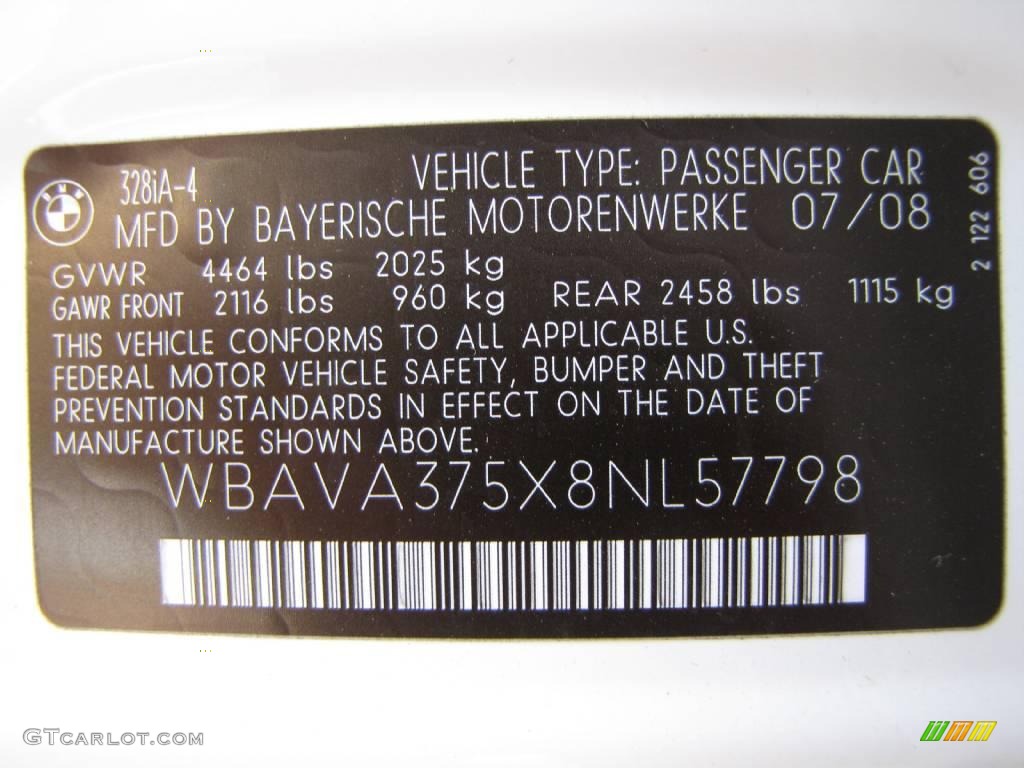 328iA-4 VEHICLE TYPE: PASSENGER CAR
MFD BY BAYERISCHE MOTORENWERKE 07/08
GVWR 4464 lbs 2025 kg
GAWR FRONT 2116 lbs 960 kg REAR 2458 lbs 1115 kg
THIS VEHICLE CONFORMS TO ALL APPLICABLE U.S.
FEDERAL MOTOR VEHICLE SAFETY, BUMPER AND THEFT
PREVENTION STANDARDS IN EFFECT ON THE DATE OF
MANUFACTURE SHOWN ABOVE.
WBAVA375X8NL57798
2 122 606
BMW
GTCARLOT.COM